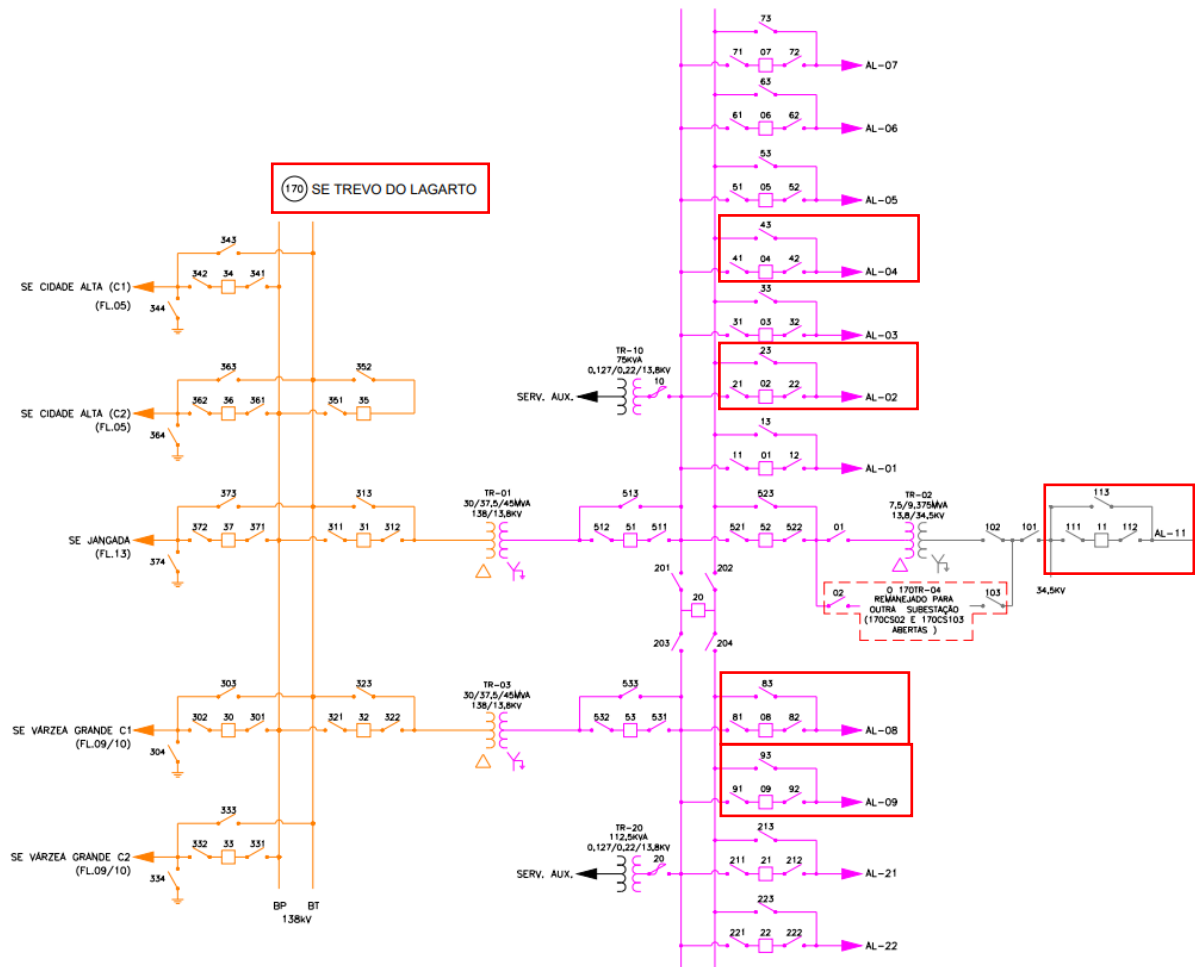 170 SE TREVO DO LAGARTO
343
342 34 341
SE CIDADE ALTA (C1)
(FL.05)
344
363 352
362 36 361 351 35
SE CIDADE ALTA (C2)
(FL.05)
364
373 313
372 37 371 311 31 312
SE JANGADA
(FL.13)
374
303 323
302 30 301 321 32 322
SE VÁRZEA GRANDE C1
(FL.09/10)
304
333
332 33 331
SE VÁRZEA GRANDE C2
(FL.09/10)
334
BP BT
138kV
TR-01
30/37,5/45MVA
138/13,8KV
513
512 51 511
TR-03
30/37,5/45MVA
138/13,8KV
533
532 53 531
TR-10
75KVA
0,127/0,22/13,8KV
10
SERV. AUX.
TR-20
112,5KVA
0,127/0,22/13,8KV
20
SERV. AUX.
201 202
20
203 204
73
71 07 72
AL-07
63
61 06 62
AL-06
53
51 05 52
AL-05
43
41 04 42
AL-04
33
31 03 32
AL-03
23
21 02 22
AL-02
13
11 01 12
AL-01
523
521 52 522
01
TR-02
7,5/9,375MVA
13,8/34,5KV
102 101
113
111 11 112
AL-11
34,5KV
02
103
O 170TR-04
REMANEJADO PARA
OUTRA SUBESTAÇÃO
(170CS02 E 170CS103
ABERTAS )
83
81 08 82
AL-08
93
91 09 92
AL-09
213
211 21 212
AL-21
223
221 22 222
AL-22